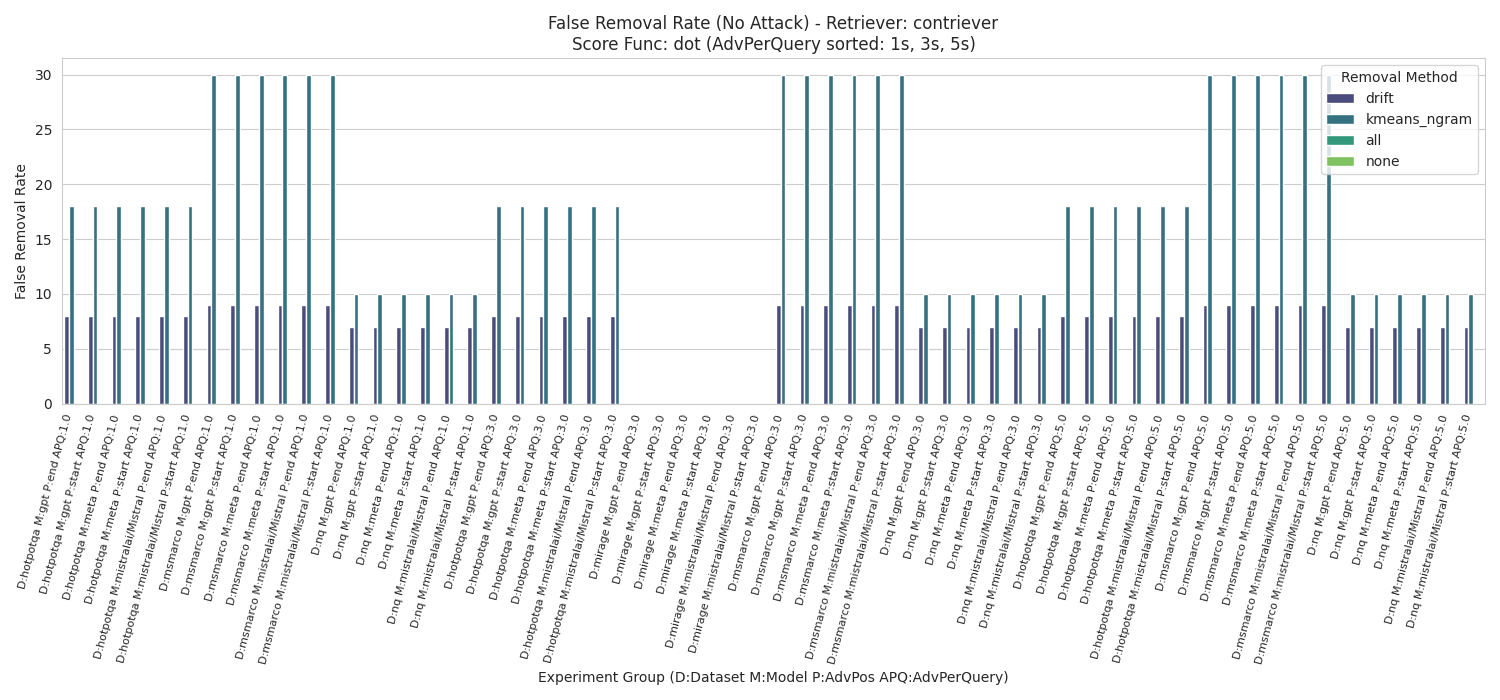 False Removal Rate (No Attack) - Retriever: contriever
Score Func: dot (AdvPerQuery sorted: 1s, 3s, 5s)
Removal Method
drift
kmeans_ngram
all
none
False Removal Rate
30
25
20
15
10
5
0
D:hotpotqa M:gpt P:end APQ:1.0
D:hotpotqa M:gpt P:start APQ:1.0
D:hotpotqa M:meta P:end APQ:1.0
D:hotpotqa M:meta P:start APQ:1.0
D:hotpotqa M:mistralai/Mistral P:end APQ:1.0
D:hotpotqa M:mistralai/Mistral P:start APQ:1.0
D:msmarco M:gpt P:end APQ:1.0
D:msmarco M:gpt P:start APQ:1.0
D:msmarco M:meta P:end APQ:1.0
D:msmarco M:meta P:start APQ:1.0
D:msmarco M:mistralai/Mistral P:end APQ:1.0
D:msmarco M:mistralai/Mistral P:start APQ:1.0
D:nq M:gpt P:end APQ:1.0
D:nq M:gpt P:start APQ:1.0
D:nq M:meta P:end APQ:1.0
D:nq M:meta P:start APQ:1.0
D:nq M:mistralai/Mistral P:end APQ:1.0
D:nq M:mistralai/Mistral P:start APQ:1.0
D:hotpotqa M:gpt P:end APQ:3.0
D:hotpotqa M:gpt P:start APQ:3.0
D:hotpotqa M:meta P:end APQ:3.0
D:hotpotqa M:meta P:start APQ:3.0
D:hotpotqa M:mistralai/Mistral P:end APQ:3.0
D:hotpotqa M:mistralai/Mistral P:start APQ:3.0
D:mirage M:gpt P:end APQ:3.0
D:mirage M:gpt P:start APQ:3.0
D:mirage M:meta P:end APQ:3.0
D:mirage M:meta P:start APQ:3.0
D:mirage M:mistralai/Mistral P:end APQ:3.0
D:mirage M:mistralai/Mistral P:start APQ:3.0
D:msmarco M:gpt P:end APQ:3.0
D:msmarco M:gpt P:start APQ:3.0
D:msmarco M:meta P:end APQ:3.0
D:msmarco M:meta P:start APQ:3.0
D:msmarco M:mistralai/Mistral P:end APQ:3.0
D:msmarco M:mistralai/Mistral P:start APQ:3.0
D:nq M:gpt P:end APQ:3.0
D:nq M:gpt P:start APQ:3.0
D:nq M:meta P:end APQ:3.0
D:nq M:meta P:start APQ:3.0
D:nq M:mistralai/Mistral P:end APQ:3.0
D:nq M:mistralai/Mistral P:start APQ:3.0
D:hotpotqa M:gpt P:end APQ:5.0
D:hotpotqa M:gpt P:start APQ:5.0
D:hotpotqa M:meta P:end APQ:5.0
D:hotpotqa M:meta P:start APQ:5.0
D:hotpotqa M:mistralai/Mistral P:end APQ:5.0
D:hotpotqa M:mistralai/Mistral P:start APQ:5.0
D:msmarco M:gpt P:end APQ:5.0
D:msmarco M:gpt P:start APQ:5.0
D:msmarco M:meta P:end APQ:5.0
D:msmarco M:meta P:start APQ:5.0
D:msmarco M:mistralai/Mistral P:end APQ:5.0
D:msmarco M:mistralai/Mistral P:start APQ:5.0
D:nq M:gpt P:end APQ:5.0
D:nq M:gpt P:start APQ:5.0
D:nq M:meta P:end APQ:5.0
D:nq M:meta P:start APQ:5.0
D:nq M:mistralai/Mistral P:end APQ:5.0
D:nq M:mistralai/Mistral P:start APQ:5.0
Experiment Group (D:Dataset M:Model P:AdvPos APQ:AdvPerQuery)